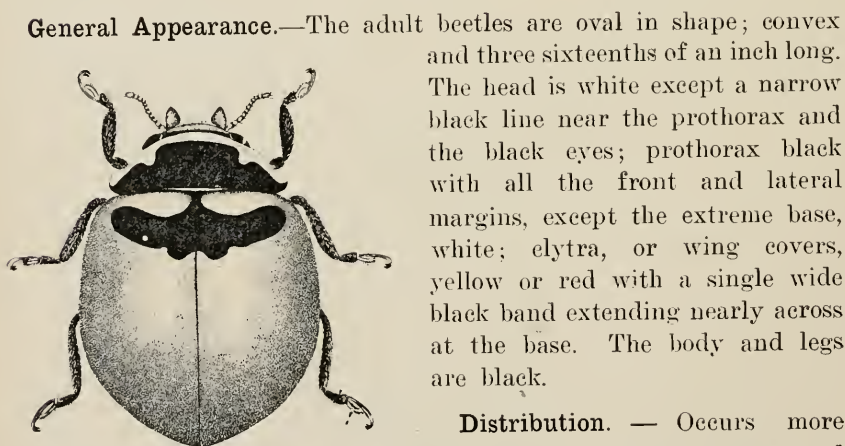 General Appearance.—The adult beetles are oval in shape; convex
and three sixteenths of an inch long.
The head is white except a narrow
black line near the prothorax and
the black eyes; prothorax black
with all the front and lateral
margins, except the extreme base,
white; elytra, or wing covers,
yellow or red with a single wide
black band extending nearly across
at the base. The body and legs
are black.
Distribution. — Occurs more